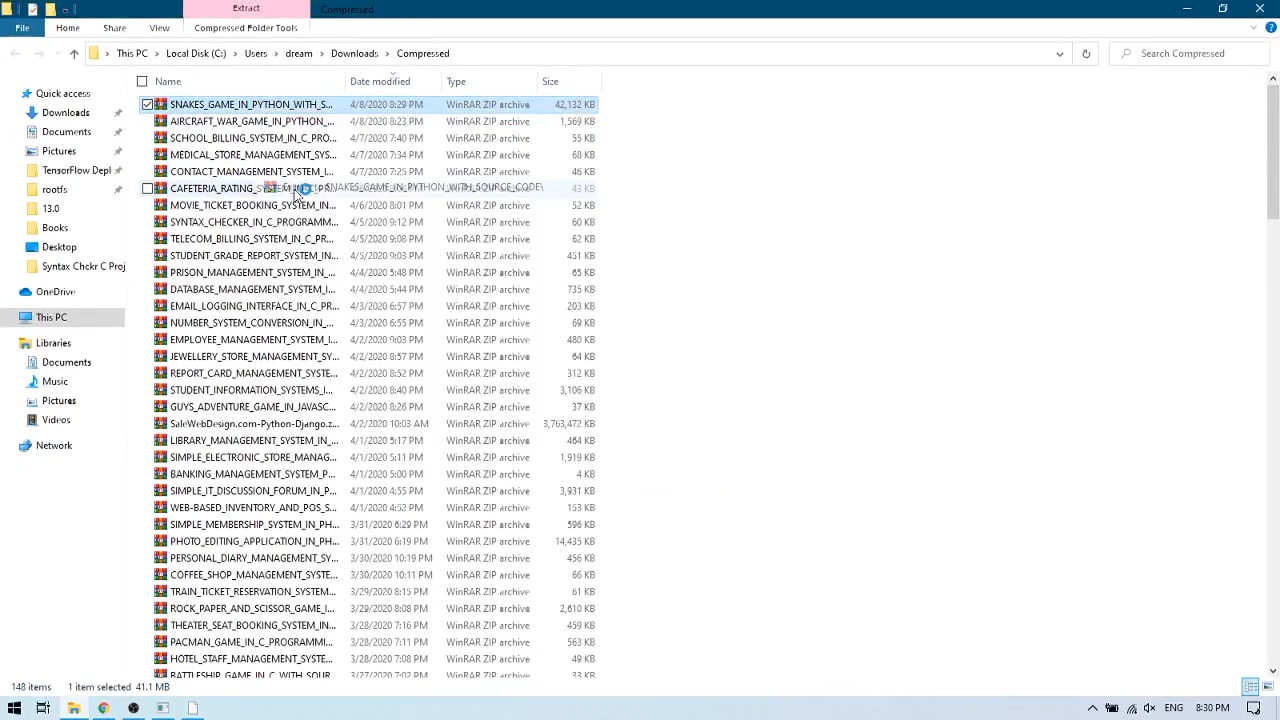 Extract
Compressed
File
Home
Share
View
Compressed Folder Tools
This PC
Local Disk (C:)
Users
dream
Downloads
Compressed
Search Compressed
Name
Date modified
Type
Size
Quick access
Downloads
Documents
Pictures
TensorFlow Depl
rootfs
13.0
Books
Desktop
Syntax Chckr C Proj
OneDrive
This PC
Libraries
Documents
Music
Pictures
Videos
Network
SNAKES_GAME_IN_PYTHON_WITH_S... 4/8/2020 8:29 PM WinRAR ZIP archive 42,132 KB
AIRCRAFT_WAR_GAME_IN_PYTHON_... 4/8/2020 8:23 PM WinRAR ZIP archive 1,569 KB
SCHOOL_BILLING_SYSTEM_IN_C_PRO... 4/7/2020 7:40 PM WinRAR ZIP archive 55 KB
MEDICAL_STORE_MANAGEMENT_SYS... 4/7/2020 7:34 PM WinRAR ZIP archive 68 KB
CONTACT_MANAGEMENT_SYSTEM_I... 4/7/2020 7:25 PM WinRAR ZIP archive 46 KB
CAFETERIA_RATING_SYSTEM SNAKES_GAME_IN_PYTHON_WITH_SOURCE_CODE\ 43 KB
MOVIE_TICKET_BOOKING_SYSTEM_IN... 4/6/2020 8:01 PM WinRAR ZIP archive 52 KB
SYNTAX_CHECKER_IN_C_PROGRAMM... 4/5/2020 9:12 PM WinRAR ZIP archive 60 KB
TELECOM_BILLING_SYSTEM_IN_C_PR... 4/5/2020 9:08 PM WinRAR ZIP archive 62 KB
STUDENT_GRADE_REPORT_SYSTEM_IN... 4/5/2020 9:03 PM WinRAR ZIP archive 451 KB
PRISON_MANAGEMENT_SYSTEM_IN_... 4/4/2020 5:48 PM WinRAR ZIP archive 65 KB
DATABASE_MANAGEMENT_SYSTEM_I... 4/4/2020 5:44 PM WinRAR ZIP archive 735 KB
EMAIL_LOGGING_INTERFACE_IN_C_PR... 4/3/2020 6:57 PM WinRAR ZIP archive 203 KB
NUMBER_SYSTEM_CONVERSION_IN_... 4/3/2020 6:55 PM WinRAR ZIP archive 69 KB
EMPLOYEE_MANAGEMENT_SYSTEM_I... 4/2/2020 9:03 PM WinRAR ZIP archive 480 KB
JEWELLERY_STORE_MANAGEMENT_SY... 4/2/2020 8:57 PM WinRAR ZIP archive 64 KB
REPORT_CARD_MANAGEMENT_SYSTE... 4/2/2020 8:52 PM WinRAR ZIP archive 312 KB
STUDENT_INFORMATION_SYSTEMS_I... 4/2/2020 8:40 PM WinRAR ZIP archive 3,106 KB
GUYS_ADVENTURE_GAME_IN_JAVASC... 4/2/2020 8:26 PM WinRAR ZIP archive 37 KB
SaleWebDesign.com-Python-Django.z... 4/2/2020 10:03 AM WinRAR ZIP archive 3,763,472 KB
LIBRARY_MANAGEMENT_SYSTEM_IN_... 4/1/2020 5:17 PM WinRAR ZIP archive 464 KB
SIMPLE_ELECTRONIC_STORE_MANAG... 4/1/2020 5:11 PM WinRAR ZIP archive 1,919 KB
BANKING_MANAGEMENT_SYSTEM_P... 4/1/2020 5:00 PM WinRAR ZIP archive 4 KB
SIMPLE_IT_DISCUSSION_FORUM_IN_P... 4/1/2020 4:55 PM WinRAR ZIP archive 3,931 KB
WEB-BASED_INVENTORY_AND_POS_S... 4/1/2020 4:52 PM WinRAR ZIP archive 153 KB
SIMPLE_MEMBERSHIP_SYSTEM_IN_PH... 3/31/2020 6:29 PM WinRAR ZIP archive 596 KB
PHOTO_EDITING_APPLICATION_IN_PH... 3/31/2020 6:19 PM WinRAR ZIP archive 14,435 KB
PERSONAL_DIARY_MANAGEMENT_SY... 3/30/2020 10:19 PM WinRAR ZIP archive 456 KB
COFFEE_SHOP_MANAGEMENT_SYSTE... 3/30/2020 10:11 PM WinRAR ZIP archive 66 KB
TRAIN_TICKET_RESERVATION_SYSTEM... 3/29/2020 8:15 PM WinRAR ZIP archive 61 KB
ROCK_PAPER_AND_SCISSOR_GAME_I... 3/29/2020 8:08 PM WinRAR ZIP archive 2,610 KB
THEATER_SEAT_BOOKING_SYSTEM_IN... 3/28/2020 7:16 PM WinRAR ZIP archive 459 KB
PACMAN_GAME_IN_C_PROGRAMMI... 3/28/2020 7:11 PM WinRAR ZIP archive 563 KB
HOTEL_STAFF_MANAGEMENT_SYSTE... 3/28/2020 7:08 PM WinRAR ZIP archive 49 KB
BATTLESHIP_GAME_IN_C_WITH_SOUR... 3/27/2020 7:02 PM WinRAR ZIP archive 33 KB
148 items
1 item selected 41.1 MB
ENG
8:30 PM